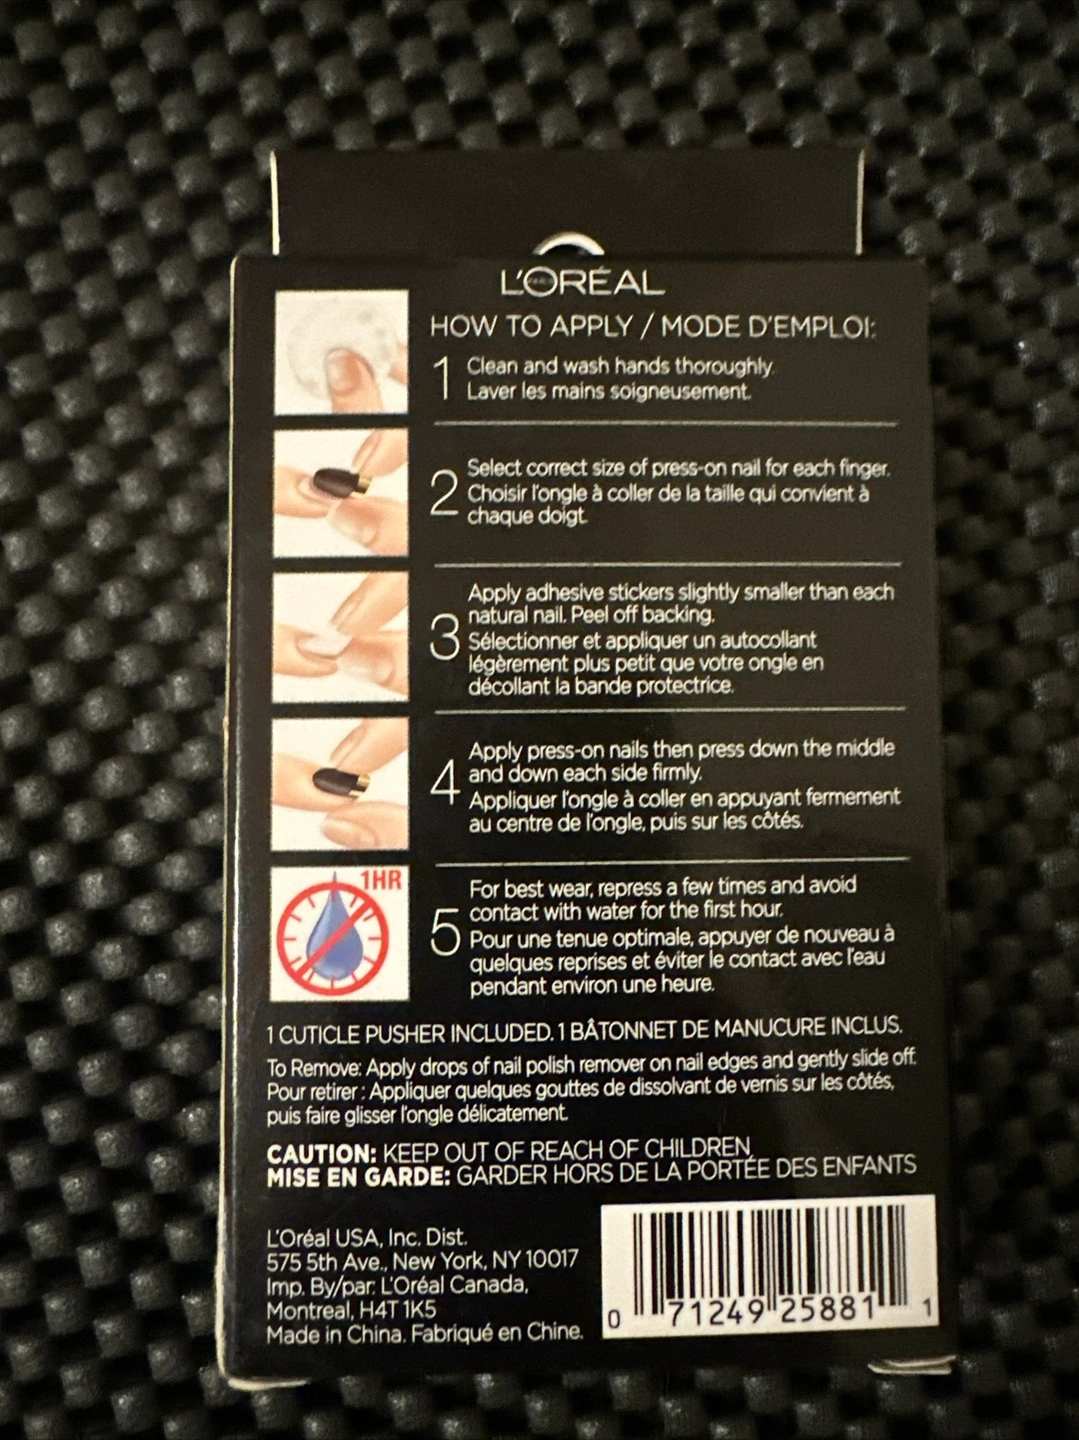 L'ORÉAL
HOW TO APPLY / MODE D'EMPLOI:
1 Clean and wash hands thoroughly.
Laver les mains soigneusement.
2 Select correct size of press-on nail for each finger.
Choisir l'ongle à coller de la taille qui convient à
chaque doigt.
3 Apply adhesive stickers slightly smaller than each
natural nail. Peel off backing.
Sélectionner et appliquer un autocollant
légèrement plus petit que votre ongle en
décollant la bande protectrice.
4 Apply press-on nails then press down the middle
and down each side firmly.
Appliquer l'ongle à coller en appuyant fermement
au centre de l'ongle, puis sur les côtés.
1HR
5 For best wear, repress a few times and avoid
contact with water for the first hour.
Pour une tenue optimale, appuyer de nouveau à
quelques reprises et éviter le contact avec l'eau
pendant environ une heure.
1 CUTICLE PUSHER INCLUDED. 1 BÂTONNET DE MANUCURE INCLUS.
To Remove: Apply drops of nail polish remover on nail edges and gently slide off.
Pour retirer : Appliquer quelques gouttes de dissolvant de vernis sur les côtés,
puis faire glisser l'ongle délicatement.
CAUTION: KEEP OUT OF REACH OF CHILDREN.
MISE EN GARDE: GARDER HORS DE LA PORTÉE DES ENFANTS
L'Oréal USA, Inc. Dist.
575 5th Ave., New York, NY 10017
Imp. By/par: L'Oréal Canada,
Montreal, H4T 1K5
Made in China. Fabriqué en Chine.
0 71249 25881 1